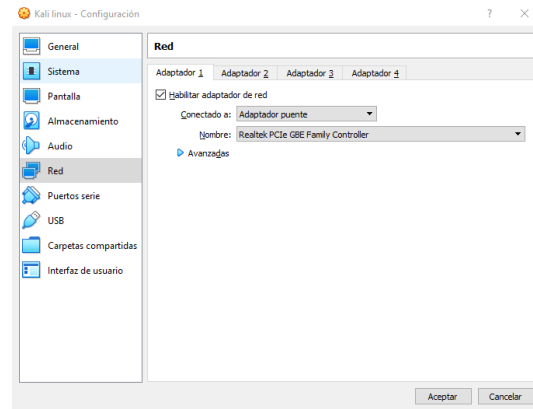 Kali linux - Configuración
General
Sistema
Pantalla
Almacenamiento
Audio
Red
Puertos serie
USB
Carpetas compartidas
Interfaz de usuario
Red
Adaptador 1 Adaptador 2 Adaptador 3 Adaptador 4
Habilitar adaptador de red
Conectado a: Adaptador puente
Nombre: Realtek PCIe GBE Family Controller
Avanzadas
Aceptar Cancelar